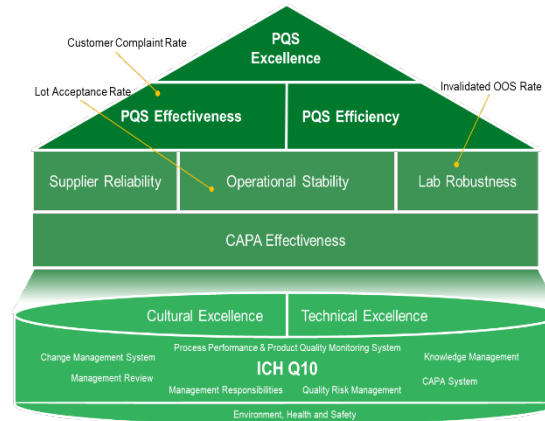 PQS
Excellence
Customer Complaint Rate
Lot Acceptance Rate
Invalidated OOS Rate
PQS Effectiveness
PQS Efficiency
Supplier Reliability
Operational Stability
Lab Robustness
CAPA Effectiveness
Cultural Excellence
Technical Excellence
Process Performance & Product Quality Monitoring System
Change Management System
Knowledge Management
ICH Q10
Management Review
CAPA System
Management Responsibilities
Quality Risk Management
Environment, Health and Safety